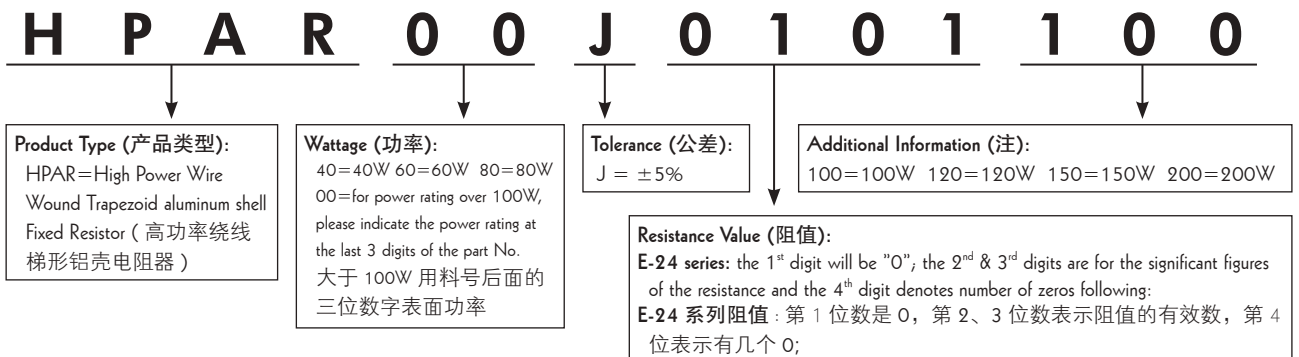 H P A R 0 0 J 0 1 0 1 1 0 0
Product Type (产品类型):
HPAR=High Power Wire
Wound Trapezoid aluminum shell
Fixed Resistor ( 高功率绕线
梯形铝壳电阻器 )
Wattage (功率):
40=40W 60=60W 80=80W
00=for power rating over 100W,
please indicate the power rating at
the last 3 digits of the part No.
大于 100W 用料号后面的
三位数字表面功率
Tolerance (公差):
J = ±5%
Additional Information (注):
100=100W 120=120W 150=150W 200=200W
Resistance Value (阻值):
E-24 series: the 1st digit will be "0"; the 2nd & 3rd digits are for the significant figures
of the resistance and the 4th digit denotes number of zeros following:
E-24 系列阻值 : 第 1 位数是 0，第 2、3 位数表示阻值的有效数，第 4
位表示有几个 0;